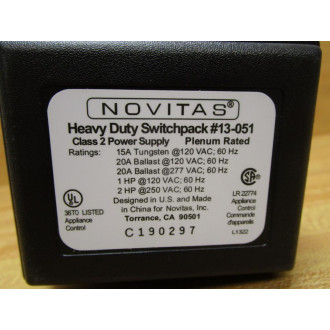 NOVITAS®
Heavy Duty Switchpack #13-051
Class 2 Power Supply Plenum Rated
Ratings: 15A Tungsten @120 VAC; 60 Hz
20A Ballast @120 VAC; 60 Hz
20A Ballast @277 VAC; 60 Hz
1 HP @120 VAC; 60 Hz
2 HP @250 VAC; 60 Hz
UL
36T0 LISTED
Appliance
Control
Designed in U.S. and Made
in China for Novitas, Inc.
Torrance, CA 90501
C190297
LR 22774
Appliance
Control
Commande
d'appareils
L1322